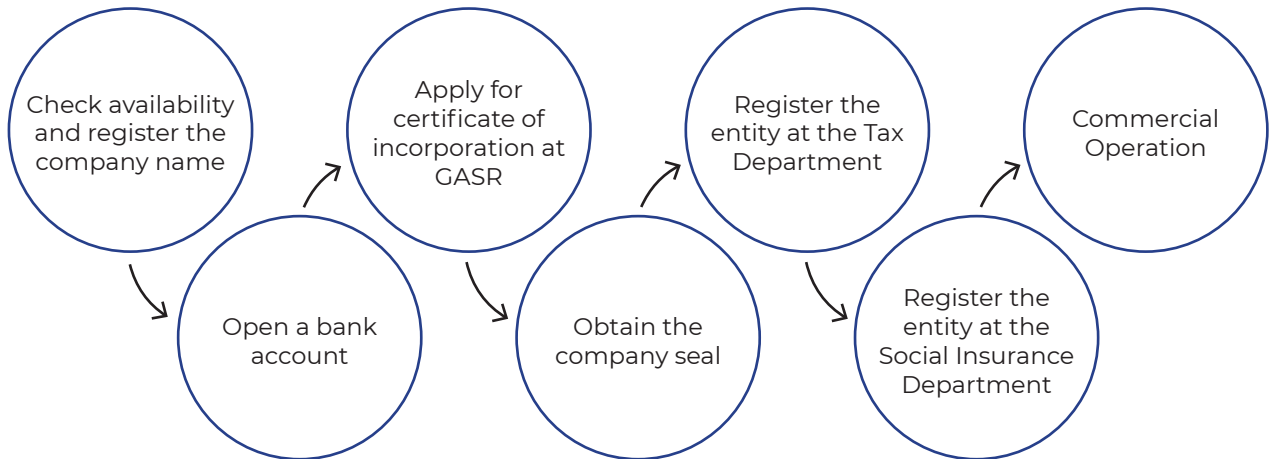 Check availability
and register the
company name
Open a bank
account
Apply for
certificate of
incorporation at
GASR
Obtain the
company seal
Register the
entity at the Tax
Department
Register the
entity at the
Social Insurance
Department
Commercial
Operation